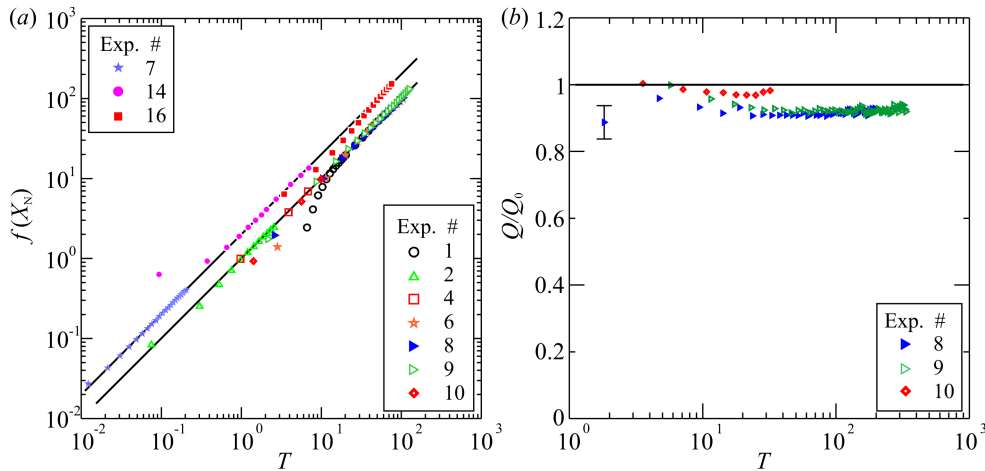 (a)
(b)
10³
10²
10¹
10⁰
10⁻¹
10⁻²
f (X_N)
10⁻² 10⁻¹ 10⁰ 10¹ 10² 10³
T
Exp. #
7
14
16
Exp. #
1
2
4
6
8
9
10
1.2
1
0.8
0.6
0.4
0.2
0
Q/Q₀
10⁰ 10¹ 10² 10³
T
Exp. #
8
9
10